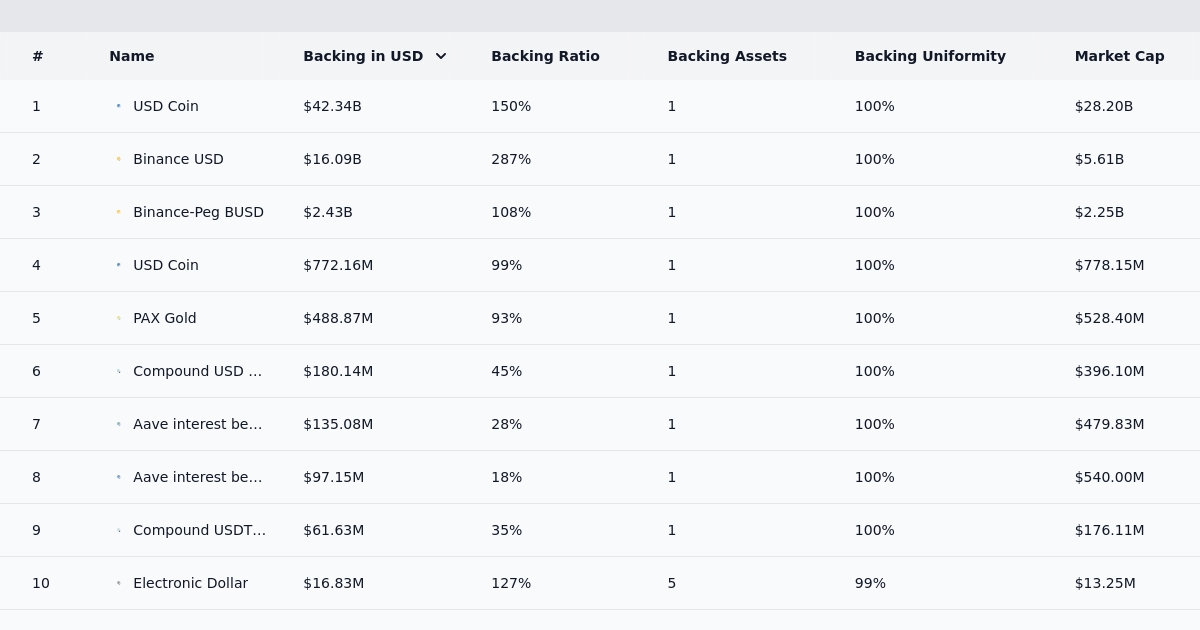 # Name Backing in USD Backing Ratio Backing Assets Backing Uniformity Market Cap
1 USD Coin $42.34B 150% 1 100% $28.20B
2 Binance USD $16.09B 287% 1 100% $5.61B
3 Binance-Peg BUSD $2.43B 108% 1 100% $2.25B
4 USD Coin $772.16M 99% 1 100% $778.15M
5 PAX Gold $488.87M 93% 1 100% $528.40M
6 Compound USD ... $180.14M 45% 1 100% $396.10M
7 Aave interest be... $135.08M 28% 1 100% $479.83M
8 Aave interest be... $97.15M 18% 1 100% $540.00M
9 Compound USDT... $61.63M 35% 1 100% $176.11M
10 Electronic Dollar $16.83M 127% 5 99% $13.25M